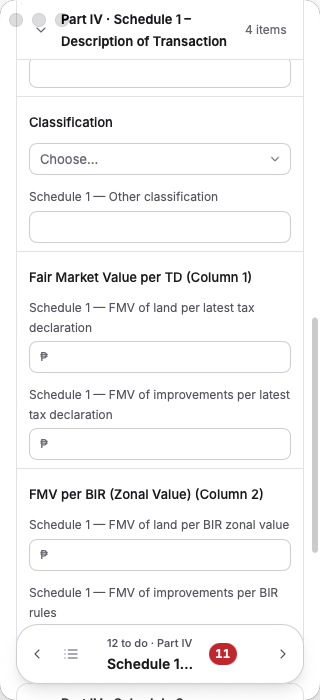 Part IV · Schedule 1 –
Description of Transaction
4 items
Classification
Choose...
Schedule 1 — Other classification
Fair Market Value per TD (Column 1)
Schedule 1 — FMV of land per latest tax
declaration
₱
Schedule 1 — FMV of improvements per latest
tax declaration
₱
FMV per BIR (Zonal Value) (Column 2)
Schedule 1 — FMV of land per BIR zonal value
₱
Schedule 1 — FMV of improvements per BIR
rules
12 to do · Part IV
Schedule 1...
11